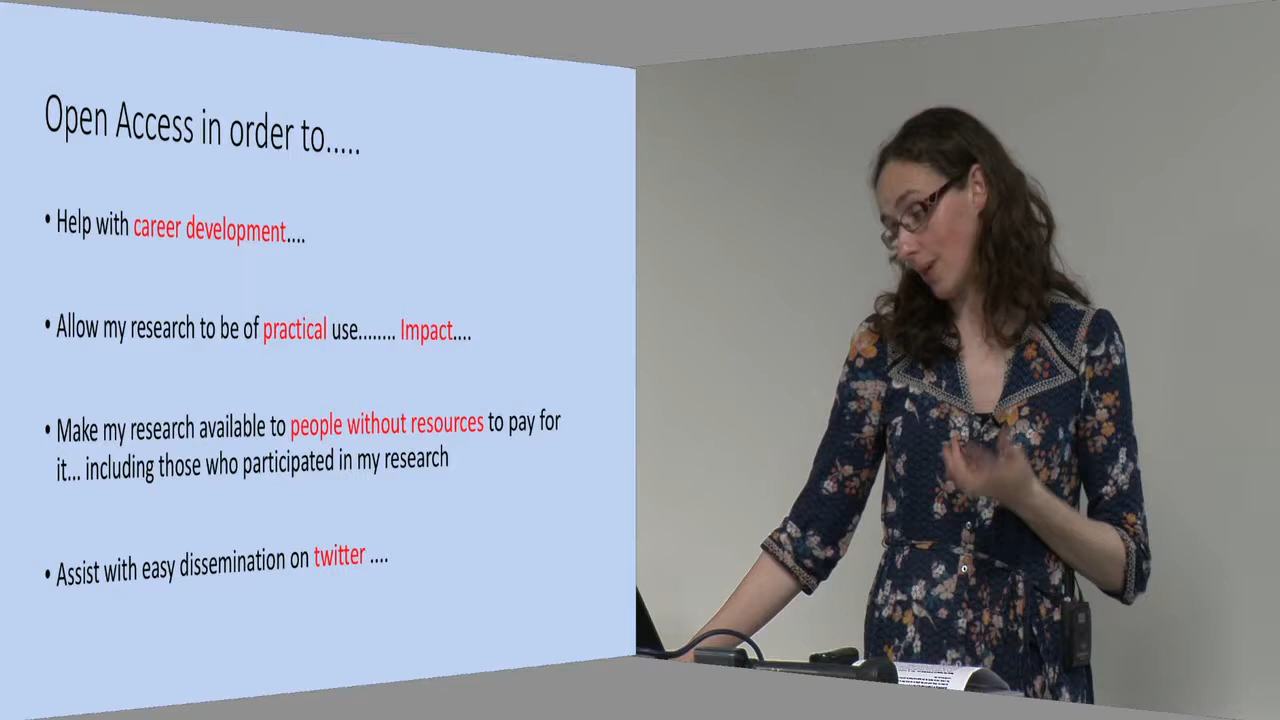 Open Access in order to.....
• Help with career development....
• Allow my research to be of practical use........ Impact....
• Make my research available to people without resources to pay for
it... including those who participated in my research
• Assist with easy dissemination on twitter ....